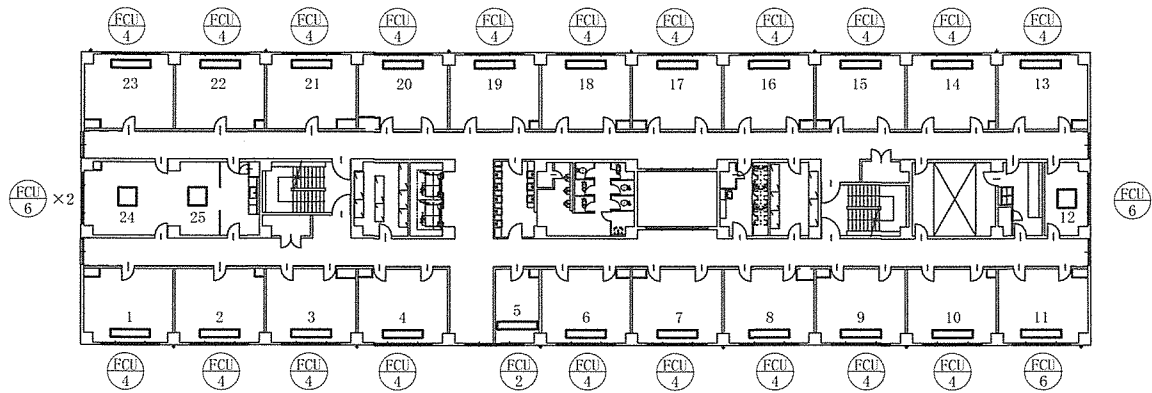 FCU FCU FCU FCU FCU FCU FCU FCU FCU FCU FCU
4 4 4 4 4 4 4 4 4 4 4
23 22 21 20 19 18 17 16 15 14 13
FCU
6 ×2
24 25 12
FCU
6
1 2 3 4 5 6 7 8 9 10 11
FCU FCU FCU FCU FCU FCU FCU FCU FCU FCU FCU
4 4 4 4 2 4 4 4 4 4 6